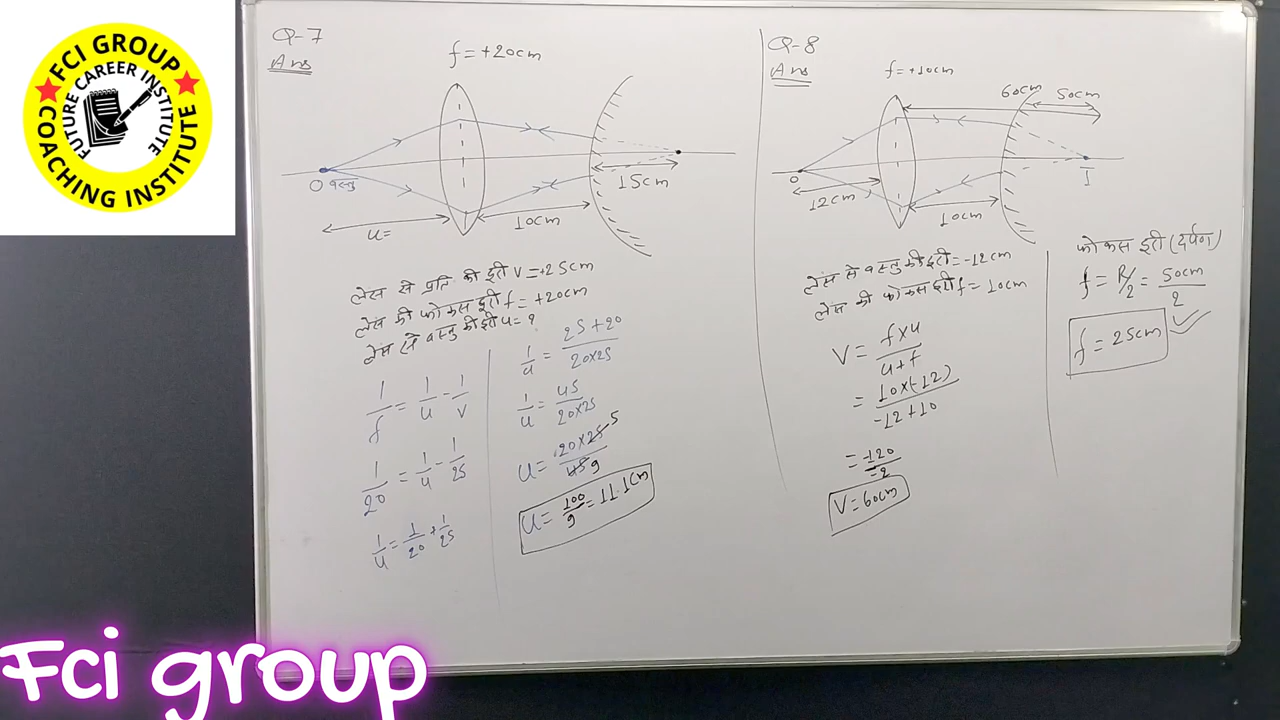 FCI GROUP
FUTURE CAREER INSTITUTE
COACHING INSTITUTE
Q-7
Ans
f = +20cm
O वस्तु
u=
10cm
15cm
लेंस से प्रति की दूरी V = +25cm
लेंस की फोकस दूरी f = +20cm
लेंस से वस्तु की दूरी u = ?
1/f = 1/u - 1/v
1/20 = 1/u - 1/25
1/u = 1/20 + 1/25
1/u = 25+20/20×25
1/u = 45/20×25
u = 20×25/45 5 9
u = 100/9 = 11.1cm
Q-8
Ans
f = +10cm
60cm
50cm
O
12cm
10cm
I
लेंस से वस्तु की दूरी = -12cm
लेंस की फोकस दूरी f = 10cm
V = f×u/u+f
= 10×(-12)/-12+10
= -120/-2
V = 60cm
फोकस दूरी (दर्पण)
f = R/2 = 50cm/2
f = 25cm
Fci group